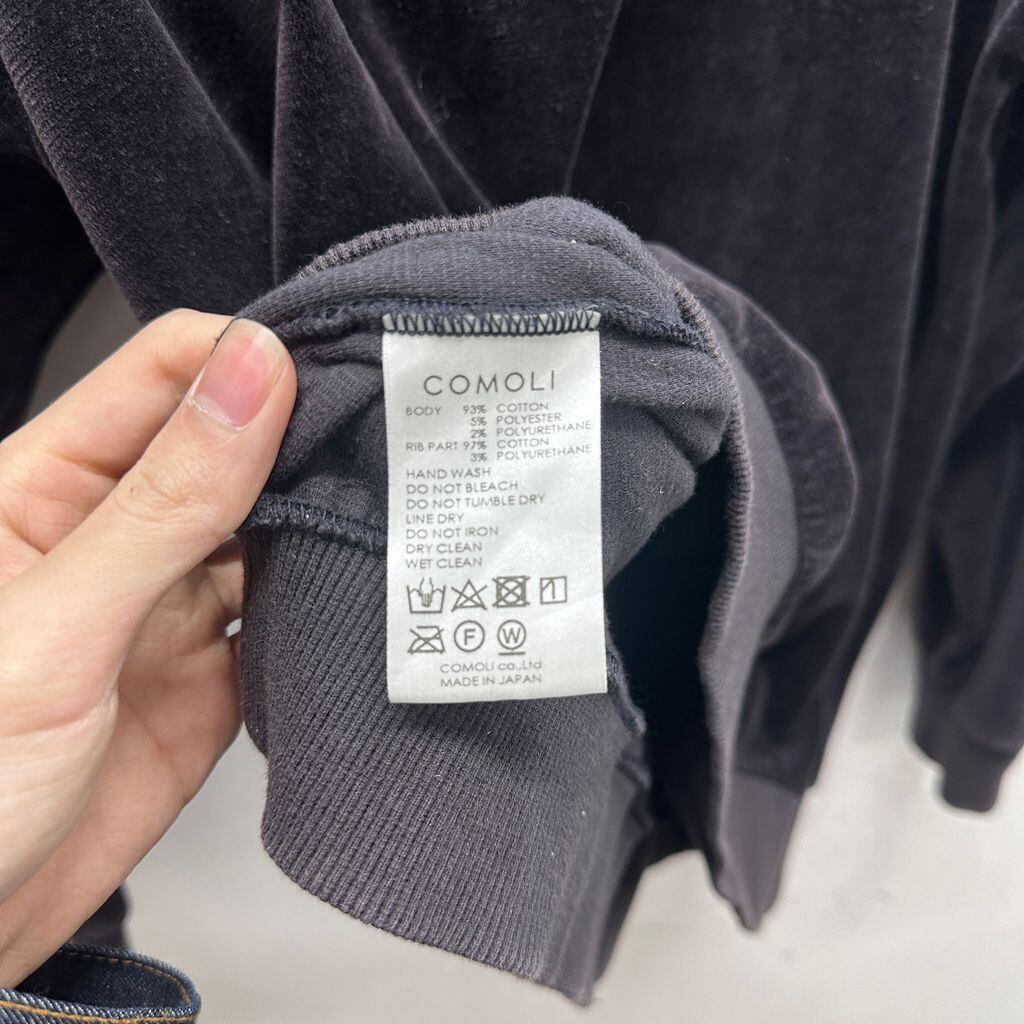 COMOLI
BODY 93% COTTON
5% POLYESTER
2% POLYURETHANE
RIB PART 97% COTTON
3% POLYURETHANE
HAND WASH
DO NOT BLEACH
DO NOT TUMBLE DRY
LINE DRY
DO NOT IRON
DRY CLEAN
WET CLEAN
F W
COMOLI co.,Ltd
MADE IN JAPAN